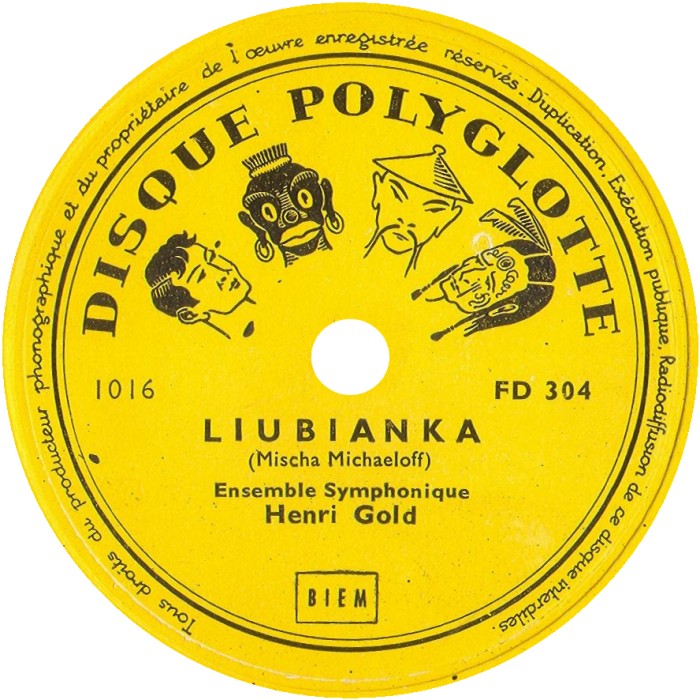 Tous droits du producteur phonographique et du propriétaire de l'œuvre enregistrée réservés. Duplication, Exécution publique, Radiodiffusion de ce disque interdites.
DISQUE POLYGLOTTE
1016
FD 304
LIUBIANKA
(Mischa Michaeloff)
Ensemble Symphonique
Henri Gold
BIEM